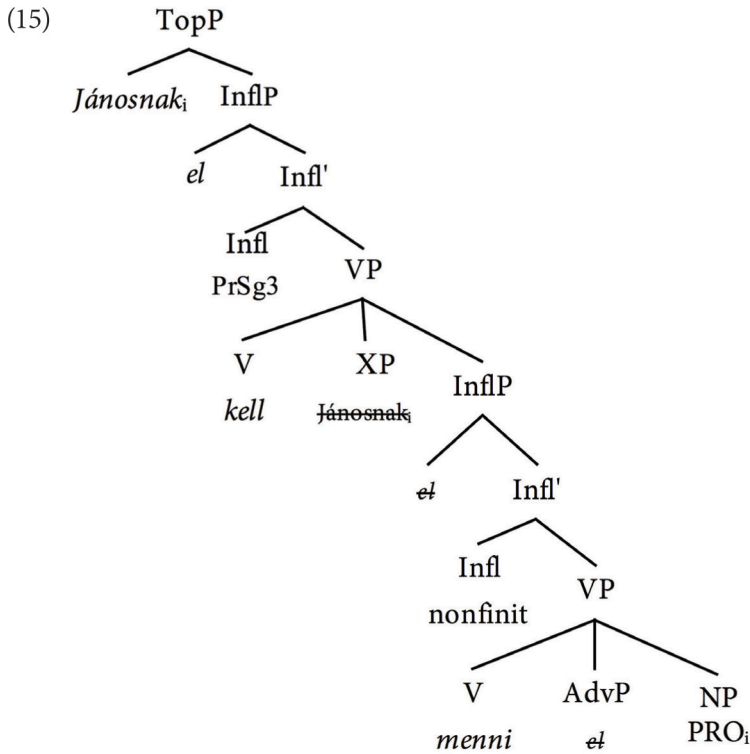 (15) TopP
Jánosnakᵢ InflP
el Infl'
Infl
PrSg3 VP
V XP InflP
kell Jánosnakᵢ
el Infl'
Infl VP
nonfinit
V AdvP NP
menni el PROᵢ